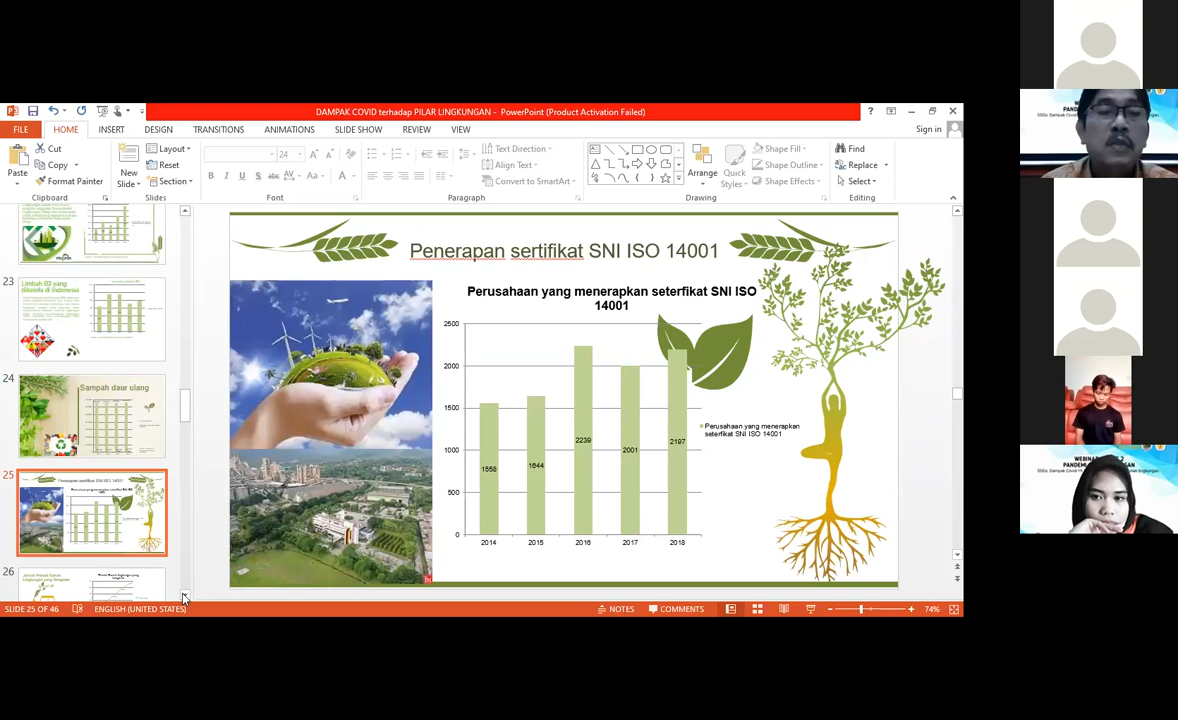 DAMPAK COVID terhadap PILAR LINGKUNGAN - PowerPoint (Product Activation Failed)
FILE HOME INSERT DESIGN TRANSITIONS ANIMATIONS SLIDE SHOW REVIEW VIEW Sign in
Paste
Cut
Copy
Format Painter
Clipboard
New Slide
Layout
Reset
Section
Slides
24
Font
Text Direction
Align Text
Convert to SmartArt
Paragraph
Arrange
Quick Styles
Shape Fill
Shape Outline
Shape Effects
Drawing
Find
Replace
Select
Editing
23
Limbah B3 yang
dikelola di Indonesia
24
Sampah daur ulang
25
Penerapan sertifikat SNI ISO 14001
26
Penerapan sertifikat SNI ISO 14001
Perusahaan yang menerapkan seterfikat SNI ISO
14001
2500
2000
1500
1000
500
0
1558
1644
2239
2001
2197
2014 2015 2016 2017 2018
Perusahaan yang menerapkan
seterfikat SNI ISO 14001
SLIDE 25 OF 46 ENGLISH (UNITED STATES) NOTES COMMENTS 74%